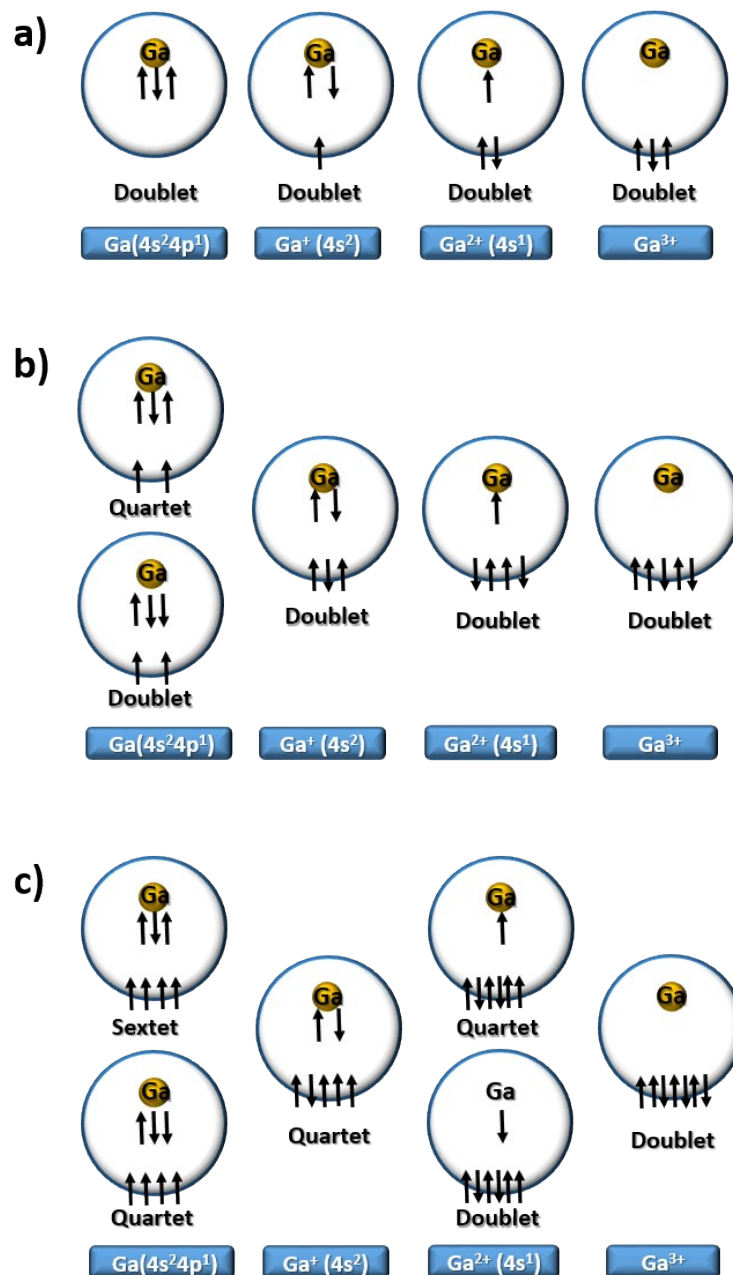 a)
Ga Ga Ga Ga
Doublet Doublet Doublet Doublet
Ga(4s²4p¹) Ga⁺ (4s²) Ga²⁺ (4s¹) Ga³⁺
b)
Ga
Quartet
Ga Ga Ga
Ga
Doublet Doublet Doublet
Doublet
Ga(4s²4p¹) Ga⁺ (4s²) Ga²⁺ (4s¹) Ga³⁺
c)
Ga Ga
Ga Ga
Sextet Quartet
Ga Ga
Quartet Doublet
Quartet Doublet
Ga(4s²4p¹) Ga⁺ (4s²) Ga²⁺ (4s¹) Ga³⁺